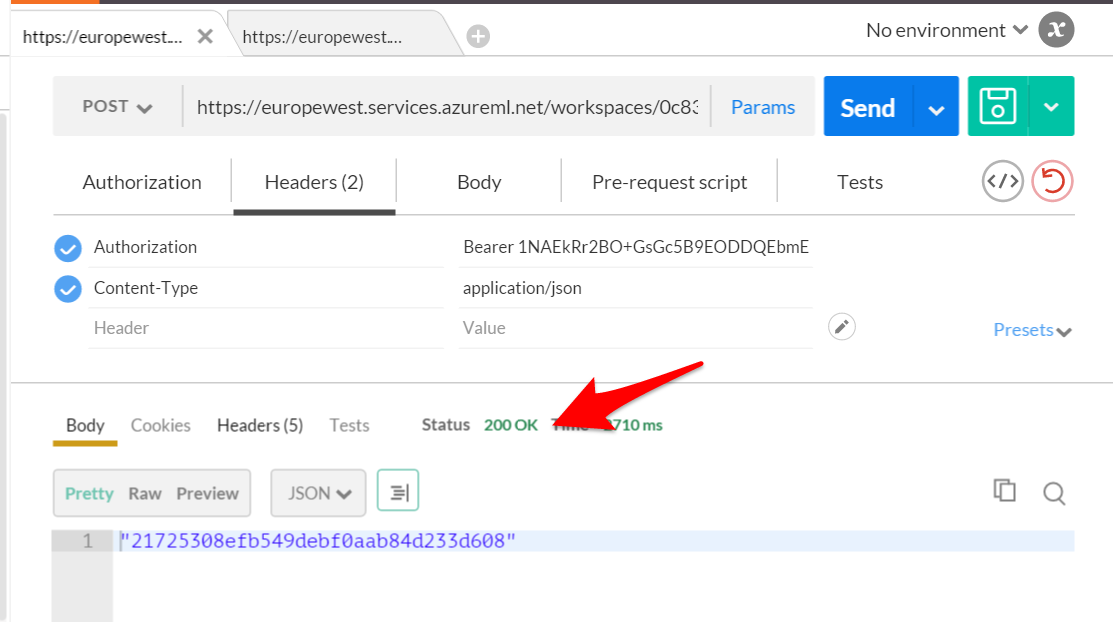 https://europewest.... https://europewest.... No environment
POST https://europewest.services.azureml.net/workspaces/0c83 Params Send
Authorization Headers (2) Body Pre-request script Tests
Authorization Bearer 1NAEkRr2BO+GsGc5B9EODDQEbmE
Content-Type application/json
Header Value Presets
Body Cookies Headers (5) Tests Status 200 OK Time 2710 ms
Pretty Raw Preview JSON
1 "21725308efb549debf0aab84d233d608"